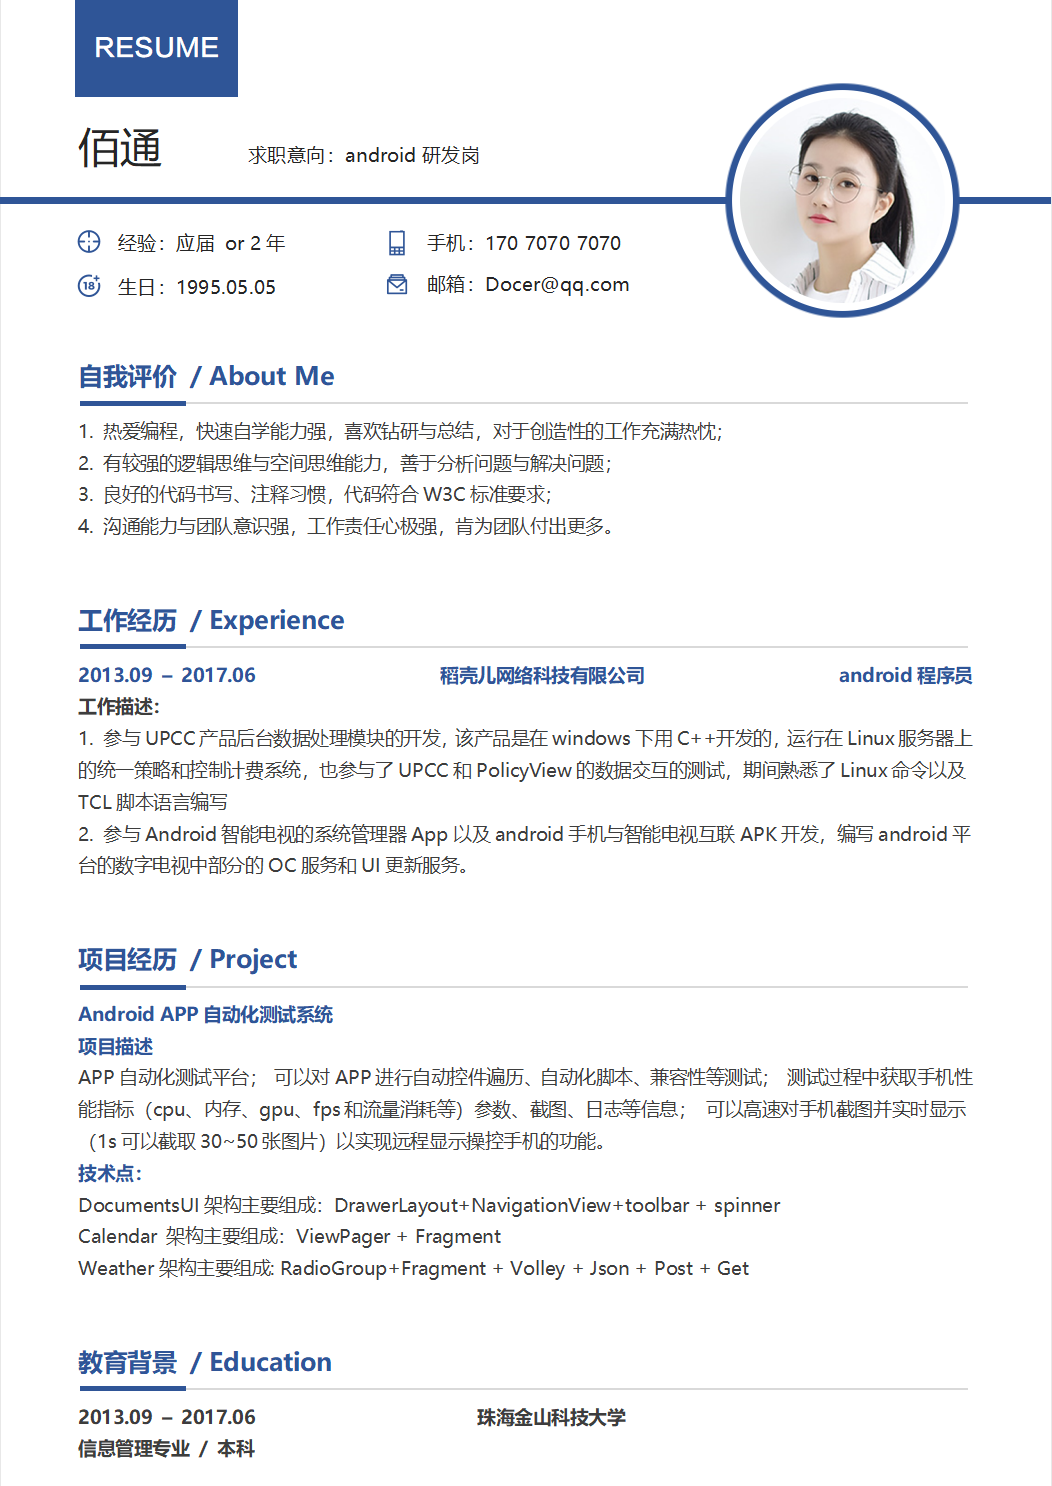 RESUME
佰通
求职意向：android 研发岗
经验：应届 or 2 年
手机：170 7070 7070
18+
生日：1995.05.05
邮箱：Docer@qq.com
自我评价 / About Me
1. 热爱编程，快速自学能力强，喜欢钻研与总结，对于创造性的工作充满热忱；
2. 有较强的逻辑思维与空间思维能力，善于分析问题与解决问题；
3. 良好的代码书写、注释习惯，代码符合 W3C 标准要求；
4. 沟通能力与团队意识强，工作责任心极强，肯为团队付出更多。
工作经历 / Experience
2013.09 – 2017.06 稻壳儿网络科技有限公司 android 程序员
工作描述：
1. 参与 UPCC 产品后台数据处理模块的开发，该产品是在 windows 下用 C++开发的，运行在 Linux 服务器上
的统一策略和控制计费系统，也参与了 UPCC 和 PolicyView 的数据交互的测试，期间熟悉了 Linux 命令以及
TCL 脚本语言编写
2. 参与 Android 智能电视的系统管理器 App 以及 android 手机与智能电视互联 APK 开发，编写 android 平
台的数字电视中部分的 OC 服务和 UI 更新服务。
项目经历 / Project
Android APP 自动化测试系统
项目描述
APP 自动化测试平台； 可以对 APP 进行自动控件遍历、自动化脚本、兼容性等测试； 测试过程中获取手机性
能指标（cpu、内存、gpu、fps 和流量消耗等）参数、截图、日志等信息； 可以高速对手机截图并实时显示
（1s 可以截取 30~50 张图片）以实现远程显示操控手机的功能。
技术点：
DocumentsUI 架构主要组成：DrawerLayout+NavigationView+toolbar + spinner
Calendar 架构主要组成：ViewPager + Fragment
Weather 架构主要组成: RadioGroup+Fragment + Volley + Json + Post + Get
教育背景 / Education
2013.09 – 2017.06 珠海金山科技大学
信息管理专业 / 本科